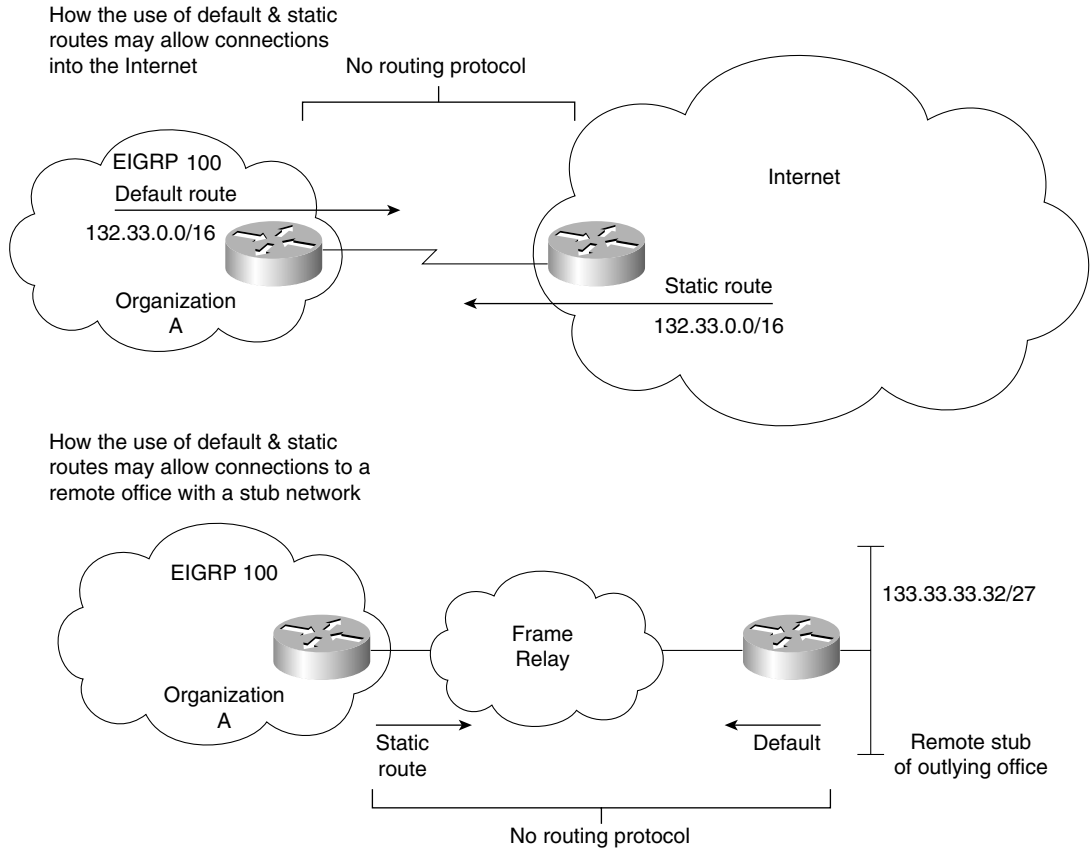 How the use of default & static
routes may allow connections
into the Internet
No routing protocol
EIGRP 100
Default route
132.33.0.0/16
Organization
A
Internet
Static route
132.33.0.0/16
How the use of default & static
routes may allow connections to a
remote office with a stub network
EIGRP 100
Organization
A
Frame
Relay
133.33.33.32/27
Static
route
Default
Remote stub
of outlying office
No routing protocol